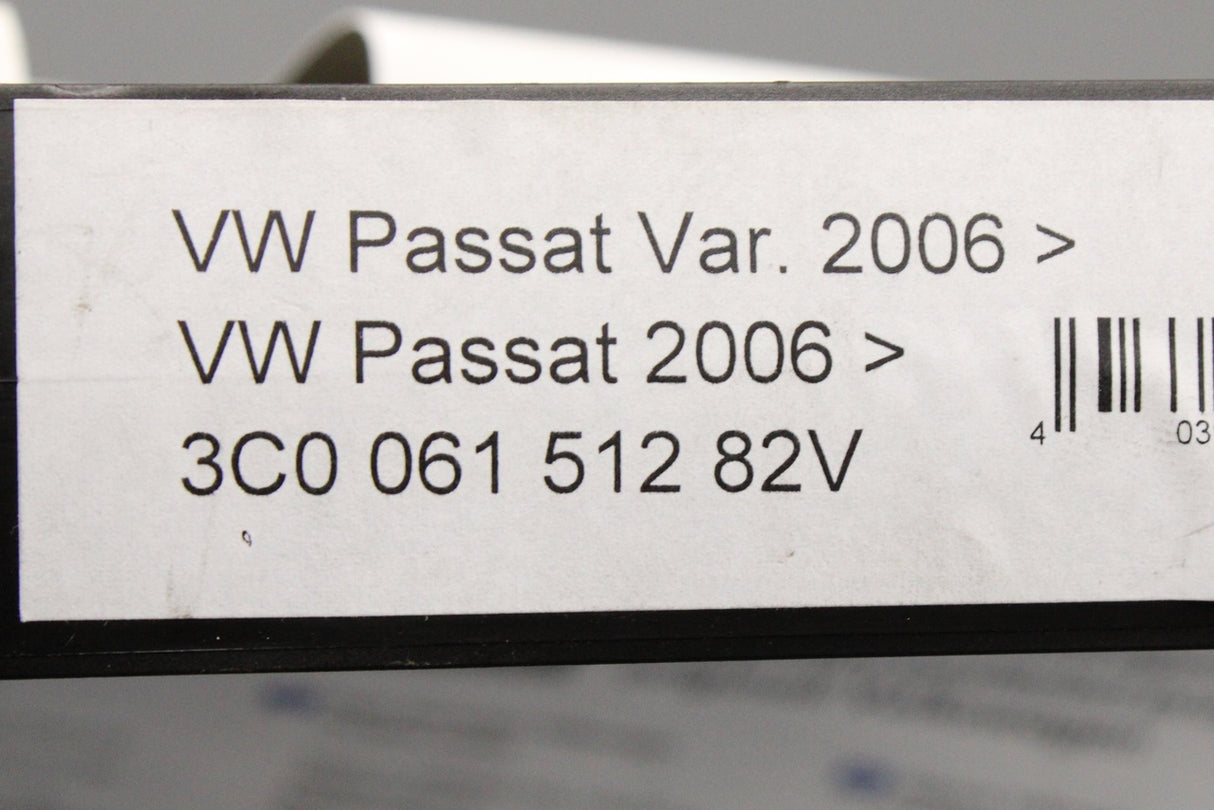 VW Passat Var. 2006 >
VW Passat 2006 >
3C0 061 512 82V
4 03